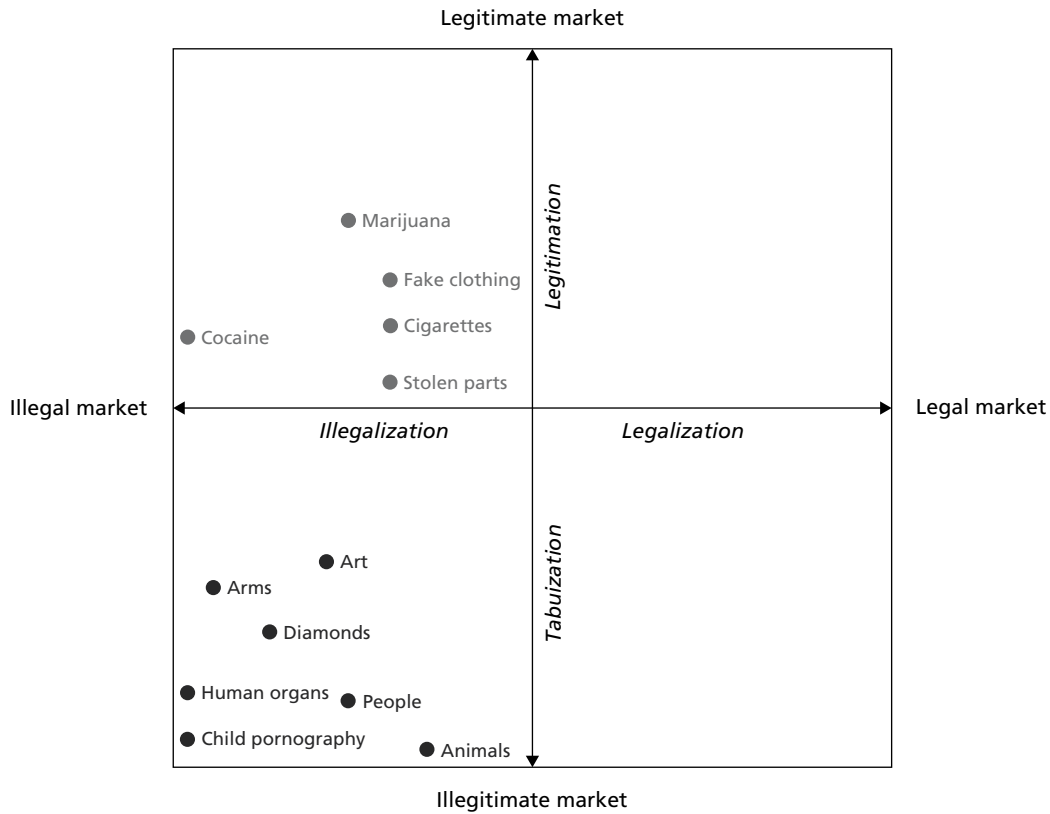 Legitimate market
Legitimation
Marijuana
Fake clothing
Cigarettes
Cocaine
Stolen parts
Illegal market
Legal market
Illegalization
Legalization
Tabuization
Art
Arms
Diamonds
Human organs
People
Child pornography
Animals
Illegitimate market